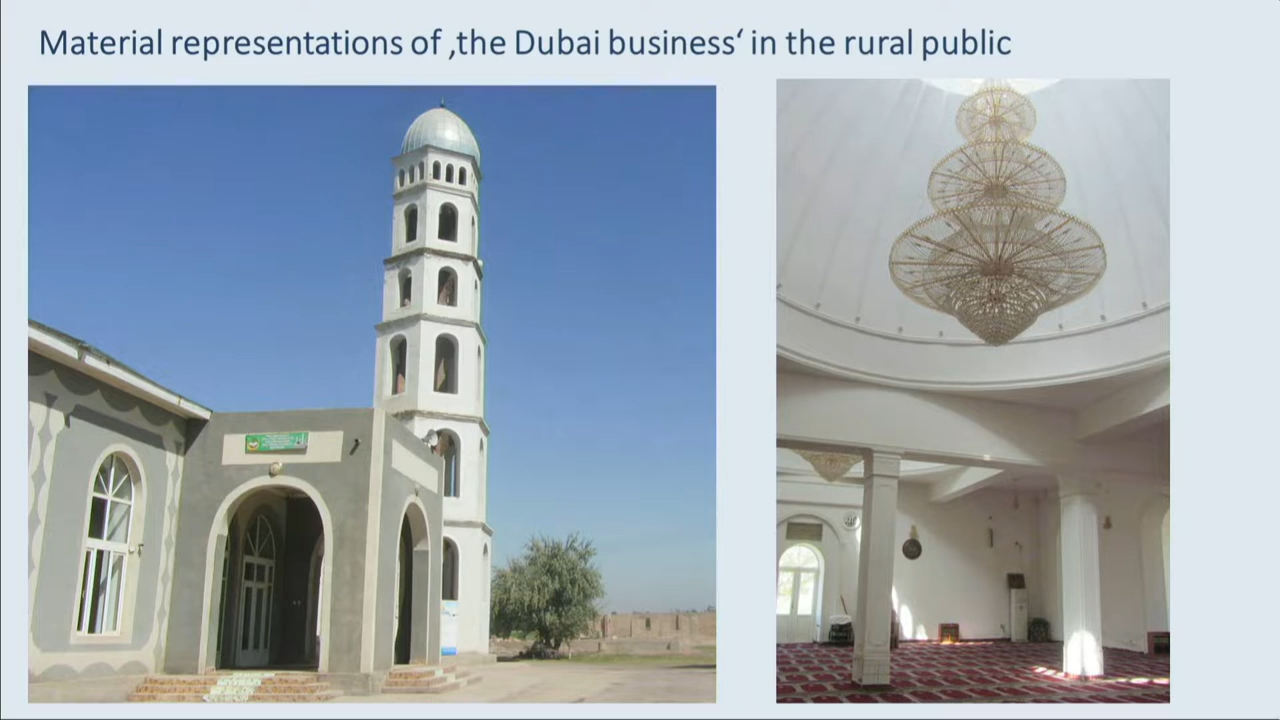 Material representations of ‚the Dubai business‘ in the rural public